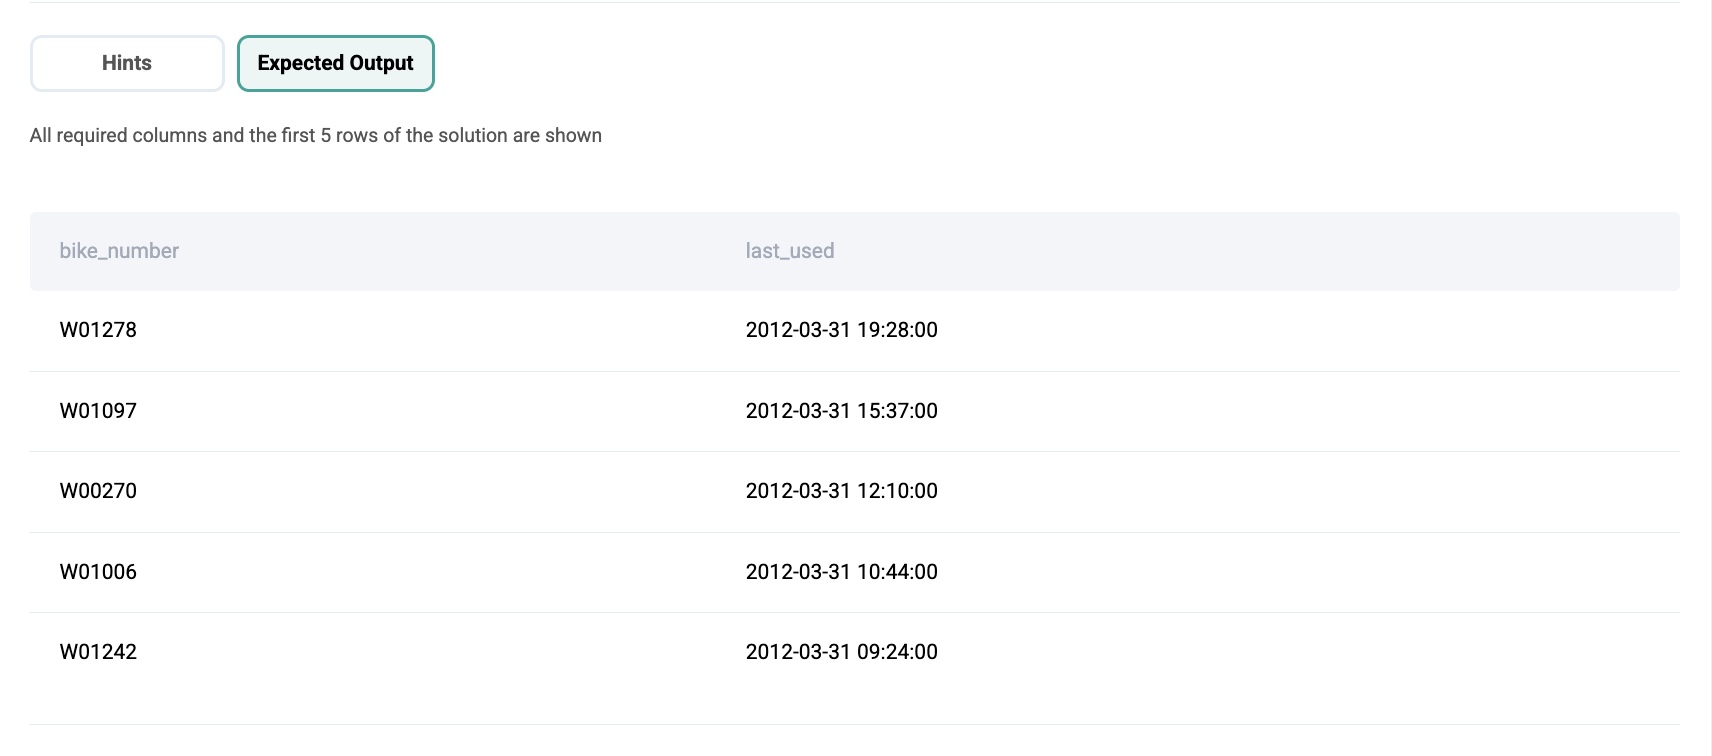 Hints Expected Output
All required columns and the first 5 rows of the solution are shown
bike_number last_used
W01278 2012-03-31 19:28:00
W01097 2012-03-31 15:37:00
W00270 2012-03-31 12:10:00
W01006 2012-03-31 10:44:00
W01242 2012-03-31 09:24:00